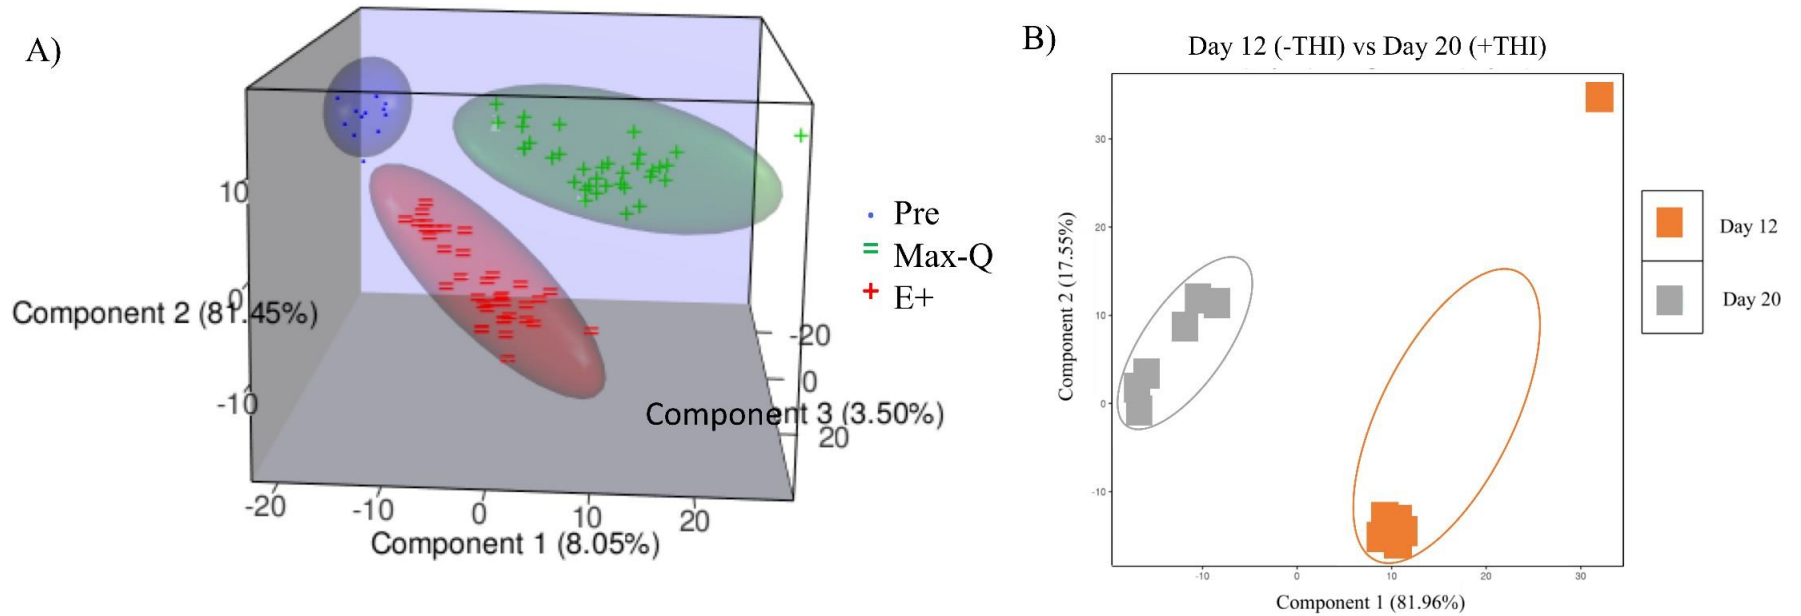 A)
10
0
-10
Component 2 (81.45%)
-20
-10
0
10
20
Component 1 (8.05%)
-20
0
20
Component 3 (3.50%)
Pre
Max-Q
E+
B)
Day 12 (-THI) vs Day 20 (+THI)
Component 2 (17.55%)
30
20
10
0
-10
-10
0
10
20
30
Component 1 (81.96%)
Day 12
Day 20